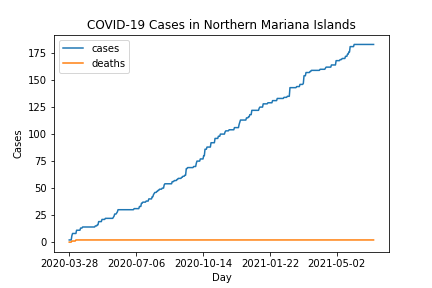 COVID-19 Cases in Northern Mariana Islands
cases
deaths
175
150
125
100
75
50
25
0
Cases
2020-03-28 2020-07-06 2020-10-14 2021-01-22 2021-05-02
Day